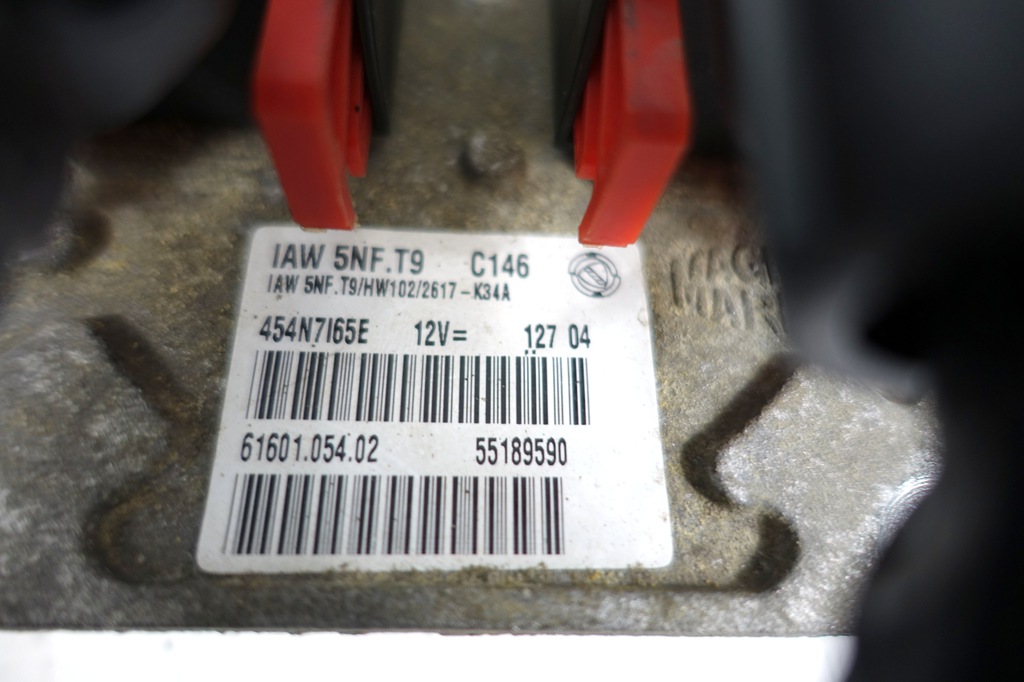 IAW 5NF.T9 C146
IAW 5NF.T9/HW102/2617-K34A
454N7I65E 12V= 127 04
61601.054.02 55189590